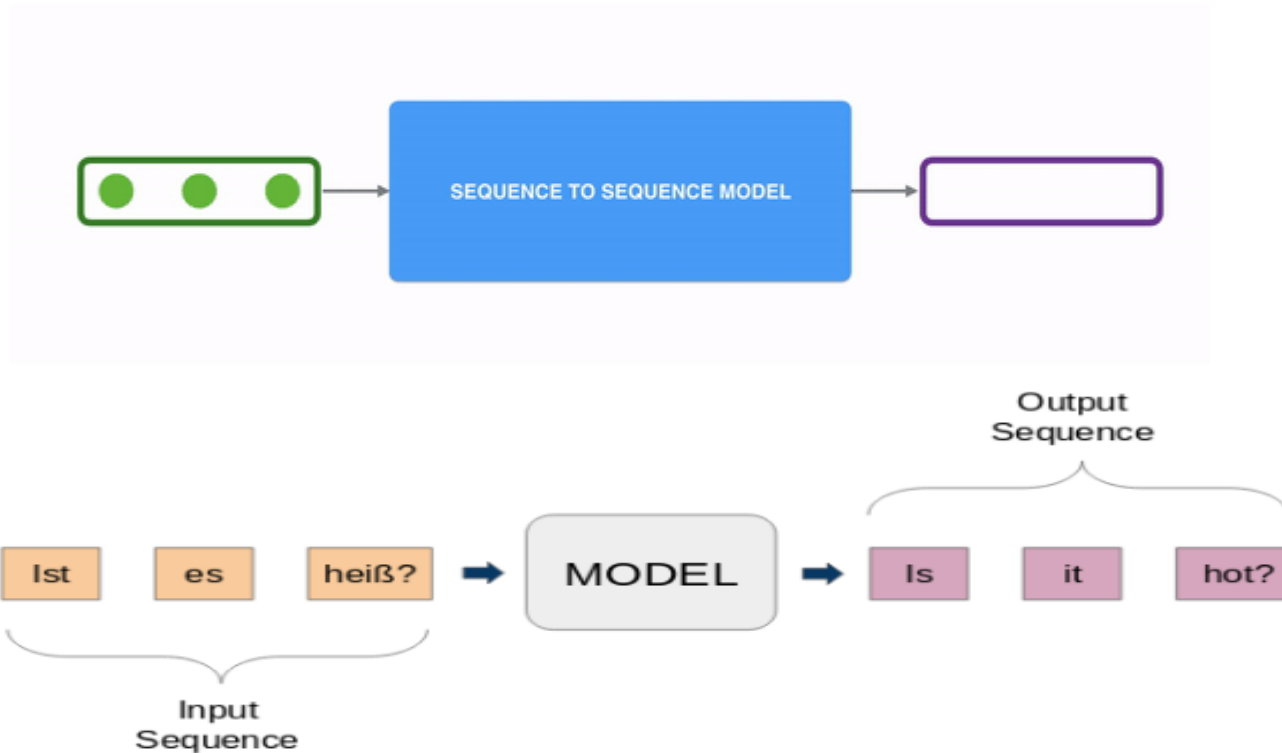 SEQUENCE TO SEQUENCE MODEL
Output
Sequence
Ist es heiß? MODEL Is it hot?
Input
Sequence